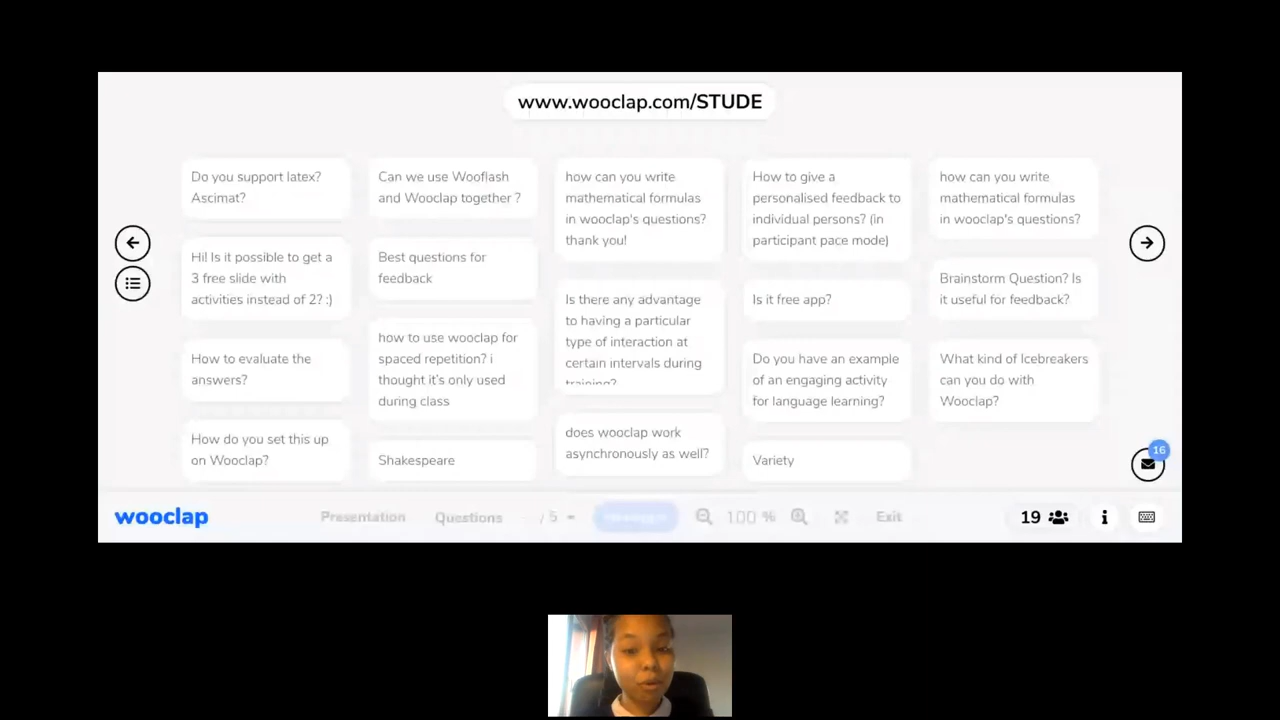 www.wooclap.com/STUDE
Do you support latex?
Ascimat?
Hi! Is it possible to get a
3 free slide with
activities instead of 2? :)
How to evaluate the
answers?
How do you set this up
on Wooclap?
Can we use Wooflash
and Wooclap together ?
Best questions for
feedback
how to use wooclap for
spaced repetition? i
thought it's only used
during class
Shakespeare
how can you write
mathematical formulas
in wooclap's questions?
thank you!
Is there any advantage
to having a particular
type of interaction at
certain intervals during
training?
does wooclap work
asynchronously as well?
How to give a
personalised feedback to
individual persons? (in
participant pace mode)
Is it free app?
Do you have an example
of an engaging activity
for language learning?
Variety
how can you write
mathematical formulas
in wooclap's questions?
Brainstorm Question? Is
it useful for feedback?
What kind of Icebreakers
can you do with
Wooclap?
16
wooclap Presentation Questions / 5 100 % Exit 19